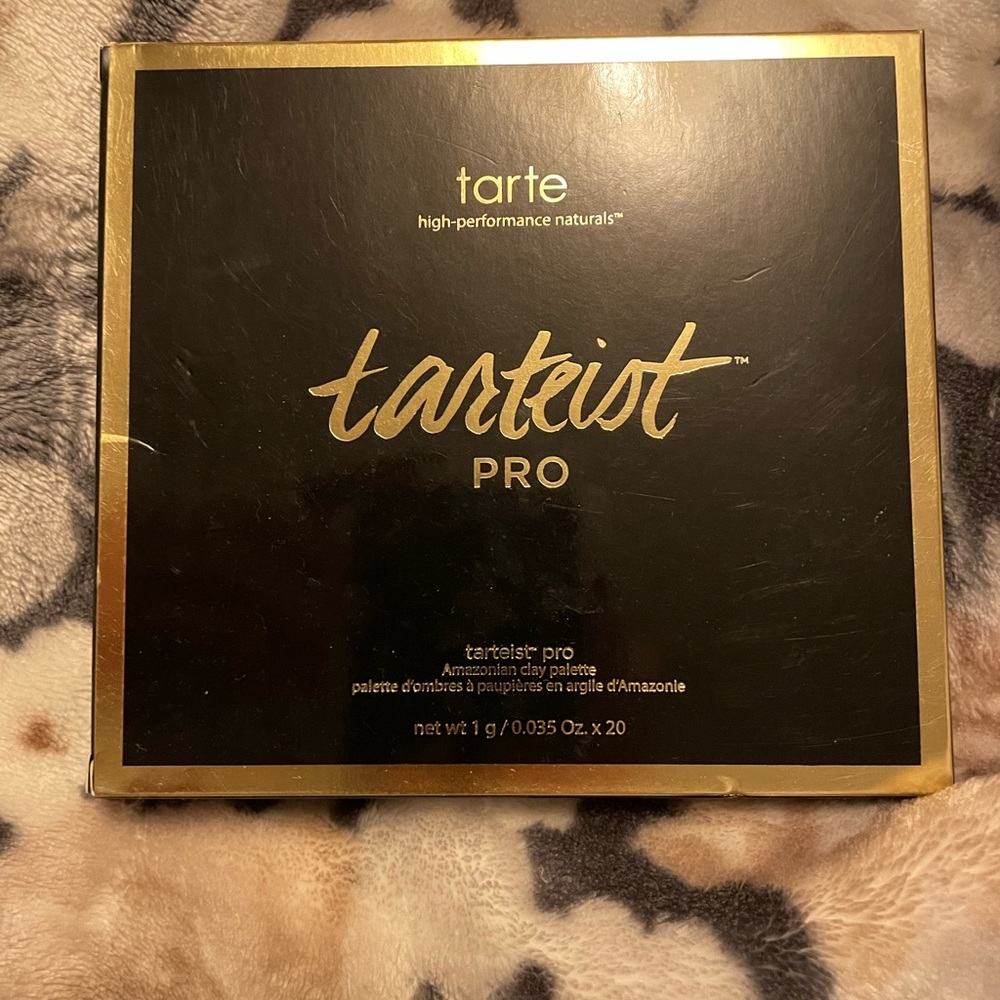 tarte
high-performance naturals™
tarteist™
PRO
tarteist™ pro
Amazonian clay palette
palette d'ombres à paupières en argile d'Amazonie
net wt 1 g / 0.035 Oz. x 20